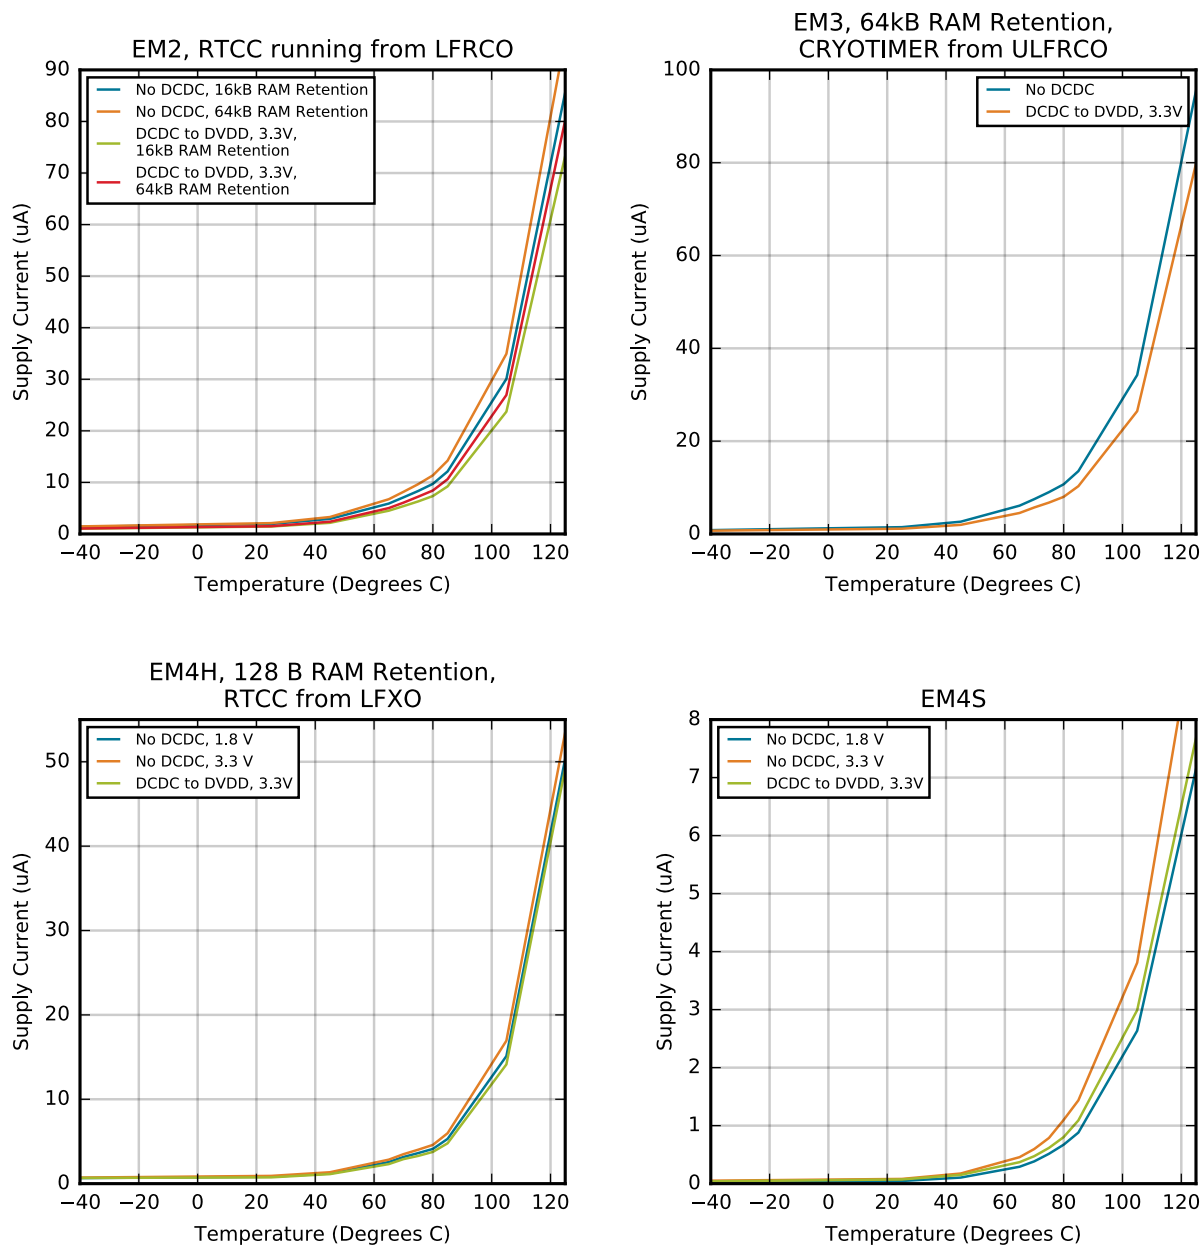 EM2, RTCC running from LFRCO
90
80
70
60
50
40
30
20
10
0
Supply Current (uA)
No DCDC, 16kB RAM Retention
No DCDC, 64kB RAM Retention
DCDC to DVDD, 3.3V,
16kB RAM Retention
DCDC to DVDD, 3.3V,
64kB RAM Retention
−40 −20 0 20 40 60 80 100 120
Temperature (Degrees C)
EM3, 64kB RAM Retention,
CRYOTIMER from ULFRCO
100
80
60
40
20
0
Supply Current (uA)
No DCDC
DCDC to DVDD, 3.3V
−40 −20 0 20 40 60 80 100 120
Temperature (Degrees C)
EM4H, 128 B RAM Retention,
RTCC from LFXO
50
40
30
20
10
0
Supply Current (uA)
No DCDC, 1.8 V
No DCDC, 3.3 V
DCDC to DVDD, 3.3V
−40 −20 0 20 40 60 80 100 120
Temperature (Degrees C)
EM4S
8
7
6
5
4
3
2
1
0
Supply Current (uA)
No DCDC, 1.8 V
No DCDC, 3.3 V
DCDC to DVDD, 3.3V
−40 −20 0 20 40 60 80 100 120
Temperature (Degrees C)